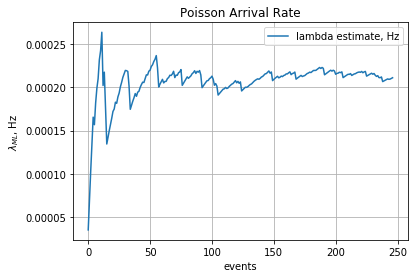 Poisson Arrival Rate
lambda estimate, Hz
0.00025
0.00020
0.00015
0.00010
0.00005
λ_ML, Hz
0 50 100 150 200 250
events